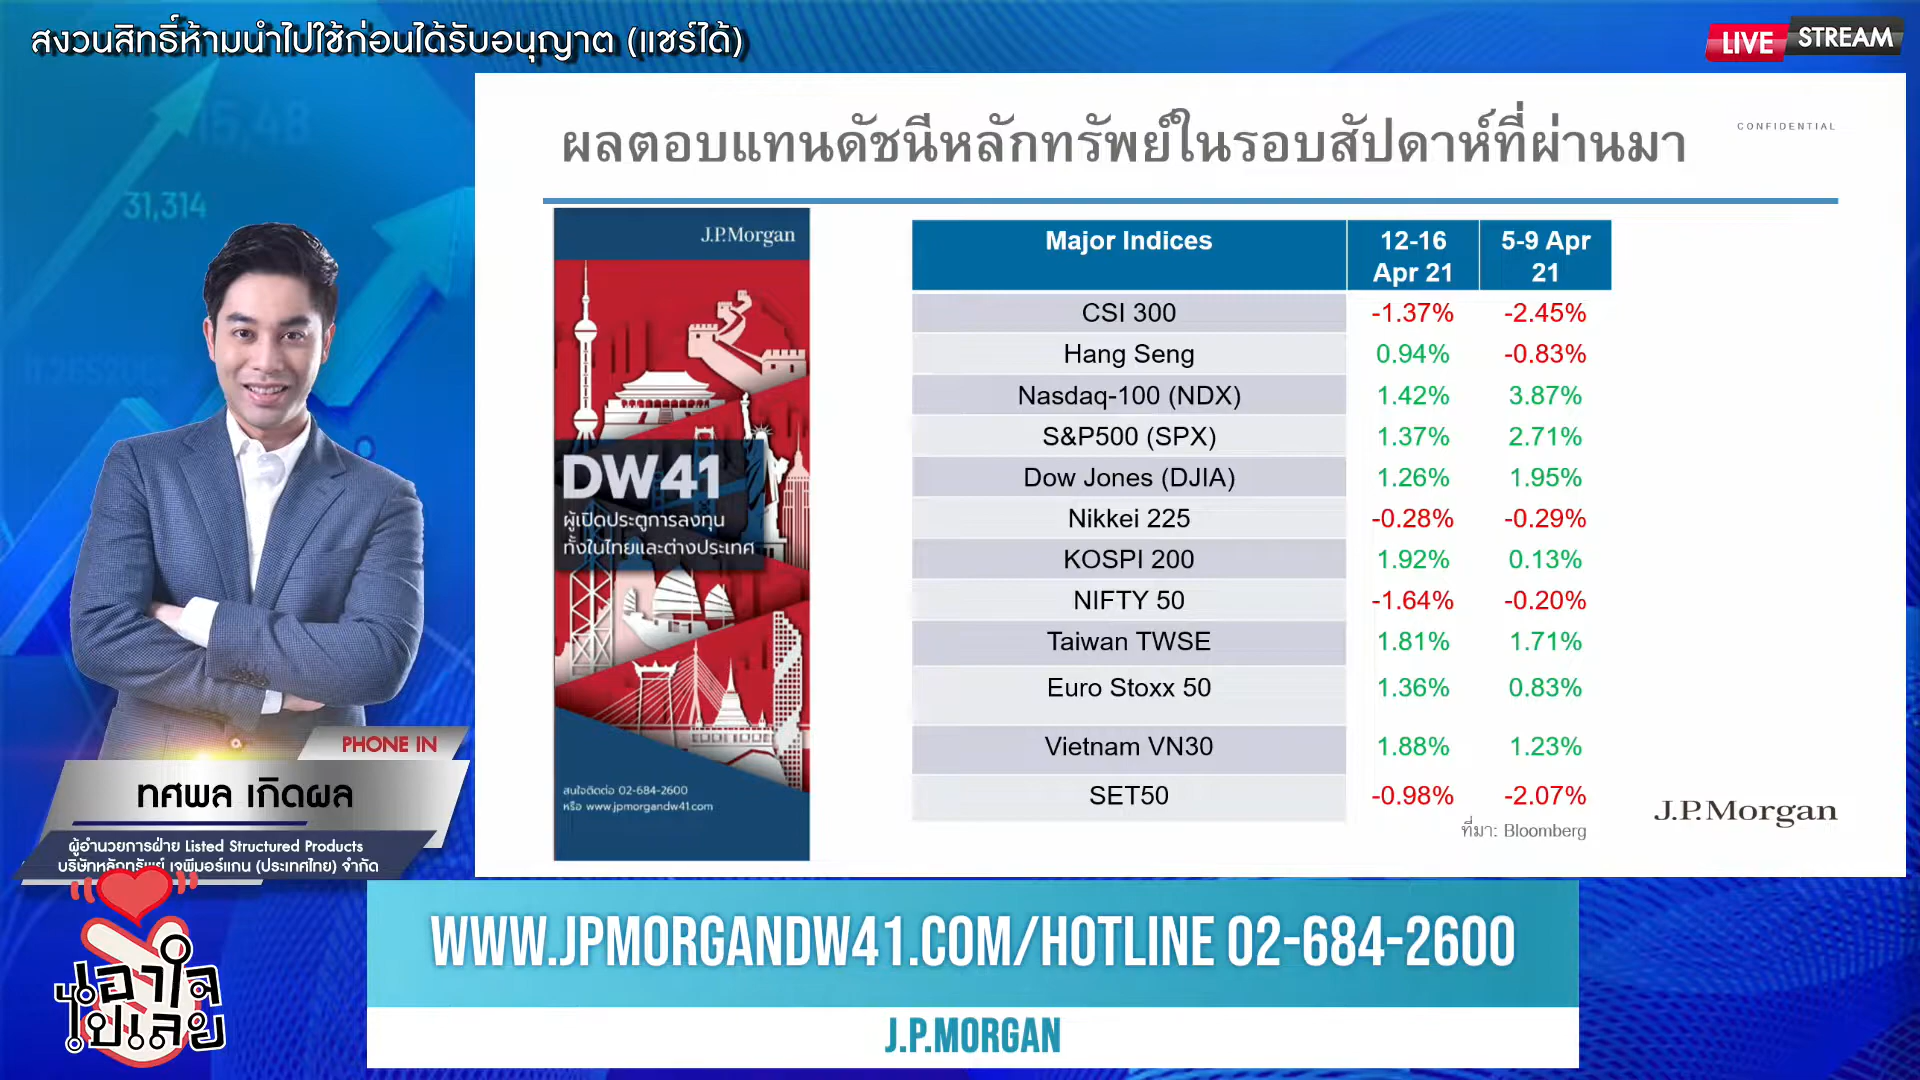 สงวนสิทธิ์ห้ามนำไปใช้ก่อนได้รับอนุญาต (แชร์ได้)
LIVE STREAM
15,48
31,314
ผลตอบแทนดัชนีหลักทรัพย์ในรอบสัปดาห์ที่ผ่านมา
CONFIDENTIAL
J.P.Morgan
DW41
ผู้เปิดประตูการลงทุน
ทั้งในไทยและต่างประเทศ
สนใจติดต่อ 02-684-2600
หรือ www.jpmorgandw41.com
Major Indices 12-16 Apr 21 5-9 Apr 21
CSI 300 -1.37% -2.45%
Hang Seng 0.94% -0.83%
Nasdaq-100 (NDX) 1.42% 3.87%
S&P500 (SPX) 1.37% 2.71%
Dow Jones (DJIA) 1.26% 1.95%
Nikkei 225 -0.28% -0.29%
KOSPI 200 1.92% 0.13%
NIFTY 50 -1.64% -0.20%
Taiwan TWSE 1.81% 1.71%
Euro Stoxx 50 1.36% 0.83%
Vietnam VN30 1.88% 1.23%
SET50 -0.98% -2.07%
ที่มา: Bloomberg
J.P.Morgan
PHONE IN
ทศพล เกิดผล
ผู้อำนวยการฝ่าย Listed Structured Products
บริษัทหลักทรัพย์ เจพีมอร์แกน (ประเทศไทย) จำกัด
เอาใจ
ไปเลย
WWW.JPMORGANDW41.COM/HOTLINE 02-684-2600
J.P.MORGAN